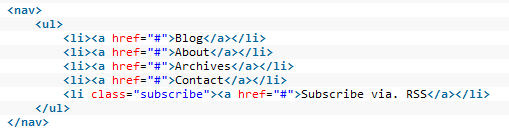 <nav>
    <ul>
        <li><a href="#">Blog</a></li>
        <li><a href="#">About</a></li>
        <li><a href="#">Archives</a></li>
        <li><a href="#">Contact</a></li>
        <li class="subscribe"><a href="#">Subscribe via. RSS</a></li>
    </ul>
</nav>